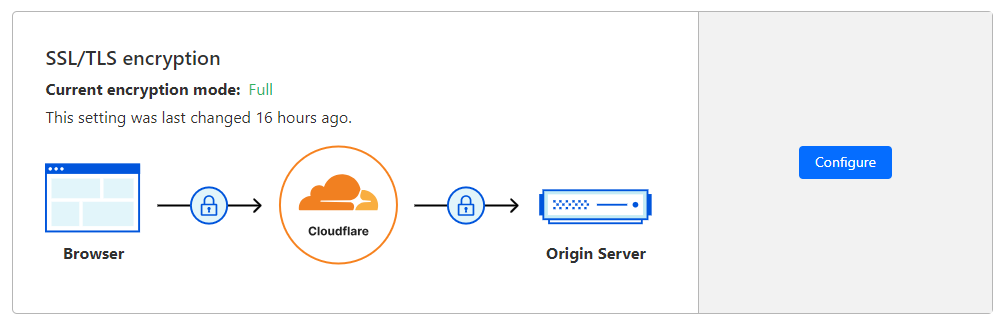 SSL/TLS encryption
Current encryption mode: Full
This setting was last changed 16 hours ago.
Configure
Cloudflare
Browser
Origin Server